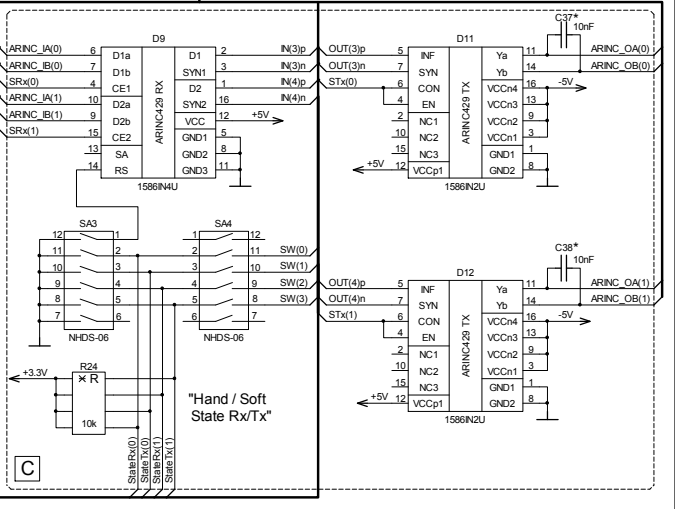 C37*
10nF
D9
D11
ARINC_IA(0) 6 D1a D1 2 IN(3)p OUT(3)p 5 INF Ya 11 ARINC_OA(0)
ARINC_IB(0) 7 D1b SYN1 3 IN(3)n OUT(3)n 7 SYN Yb 14 ARINC_OB(0)
SRx(0) 4 CE1 D2 1 IN(4)p STx(0) 6 CON VCCn4 16 -5V
ARINC_IA(1) 10 D2a SYN2 16 IN(4)n 4 EN VCCn3 13
ARINC_IB(1) 9 D2b VCC 12 +5V 2 NC1 VCCn2 9
SRx(1) 15 CE2 GND1 5 10 NC2 VCCn1 3
13 SA GND2 8 15 NC3 GND1 1
14 RS GND3 11 +5V 12 VCCp1 GND2 8
ARINC429 RX
ARINC429 TX
1586IN4U
1586IN2U
SA3
SA4
12 1 1 12
11 2 2 11 SW(0)
10 3 3 10 SW(1)
9 4 4 9 SW(2)
8 5 5 8 SW(3)
7 6 6 7
NHDS-06
NHDS-06
C38*
10nF
D12
OUT(4)p 5 INF Ya 11 ARINC_OA(1)
OUT(4)n 7 SYN Yb 14 ARINC_OB(1)
STx(1) 6 CON VCCn4 16 -5V
4 EN VCCn3 13
2 NC1 VCCn2 9
10 NC2 VCCn1 3
15 NC3 GND1 1
+5V 12 VCCp1 GND2 8
ARINC429 TX
1586IN2U
R24
+3.3V
R
10k
"Hand / Soft
State Rx/Tx"
StateRx(0)
StateTx(0)
StateRx(1)
StateTx(1)
C